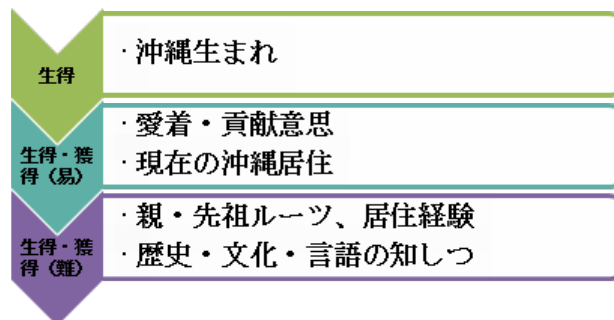 生得
・沖縄生まれ
生得・獲
得（易）
・愛着・貢献意思
・現在の沖縄居住
生得・獲
得（難）
・親・先祖ルーツ、居住経験
・歴史・文化・言語の知しつ